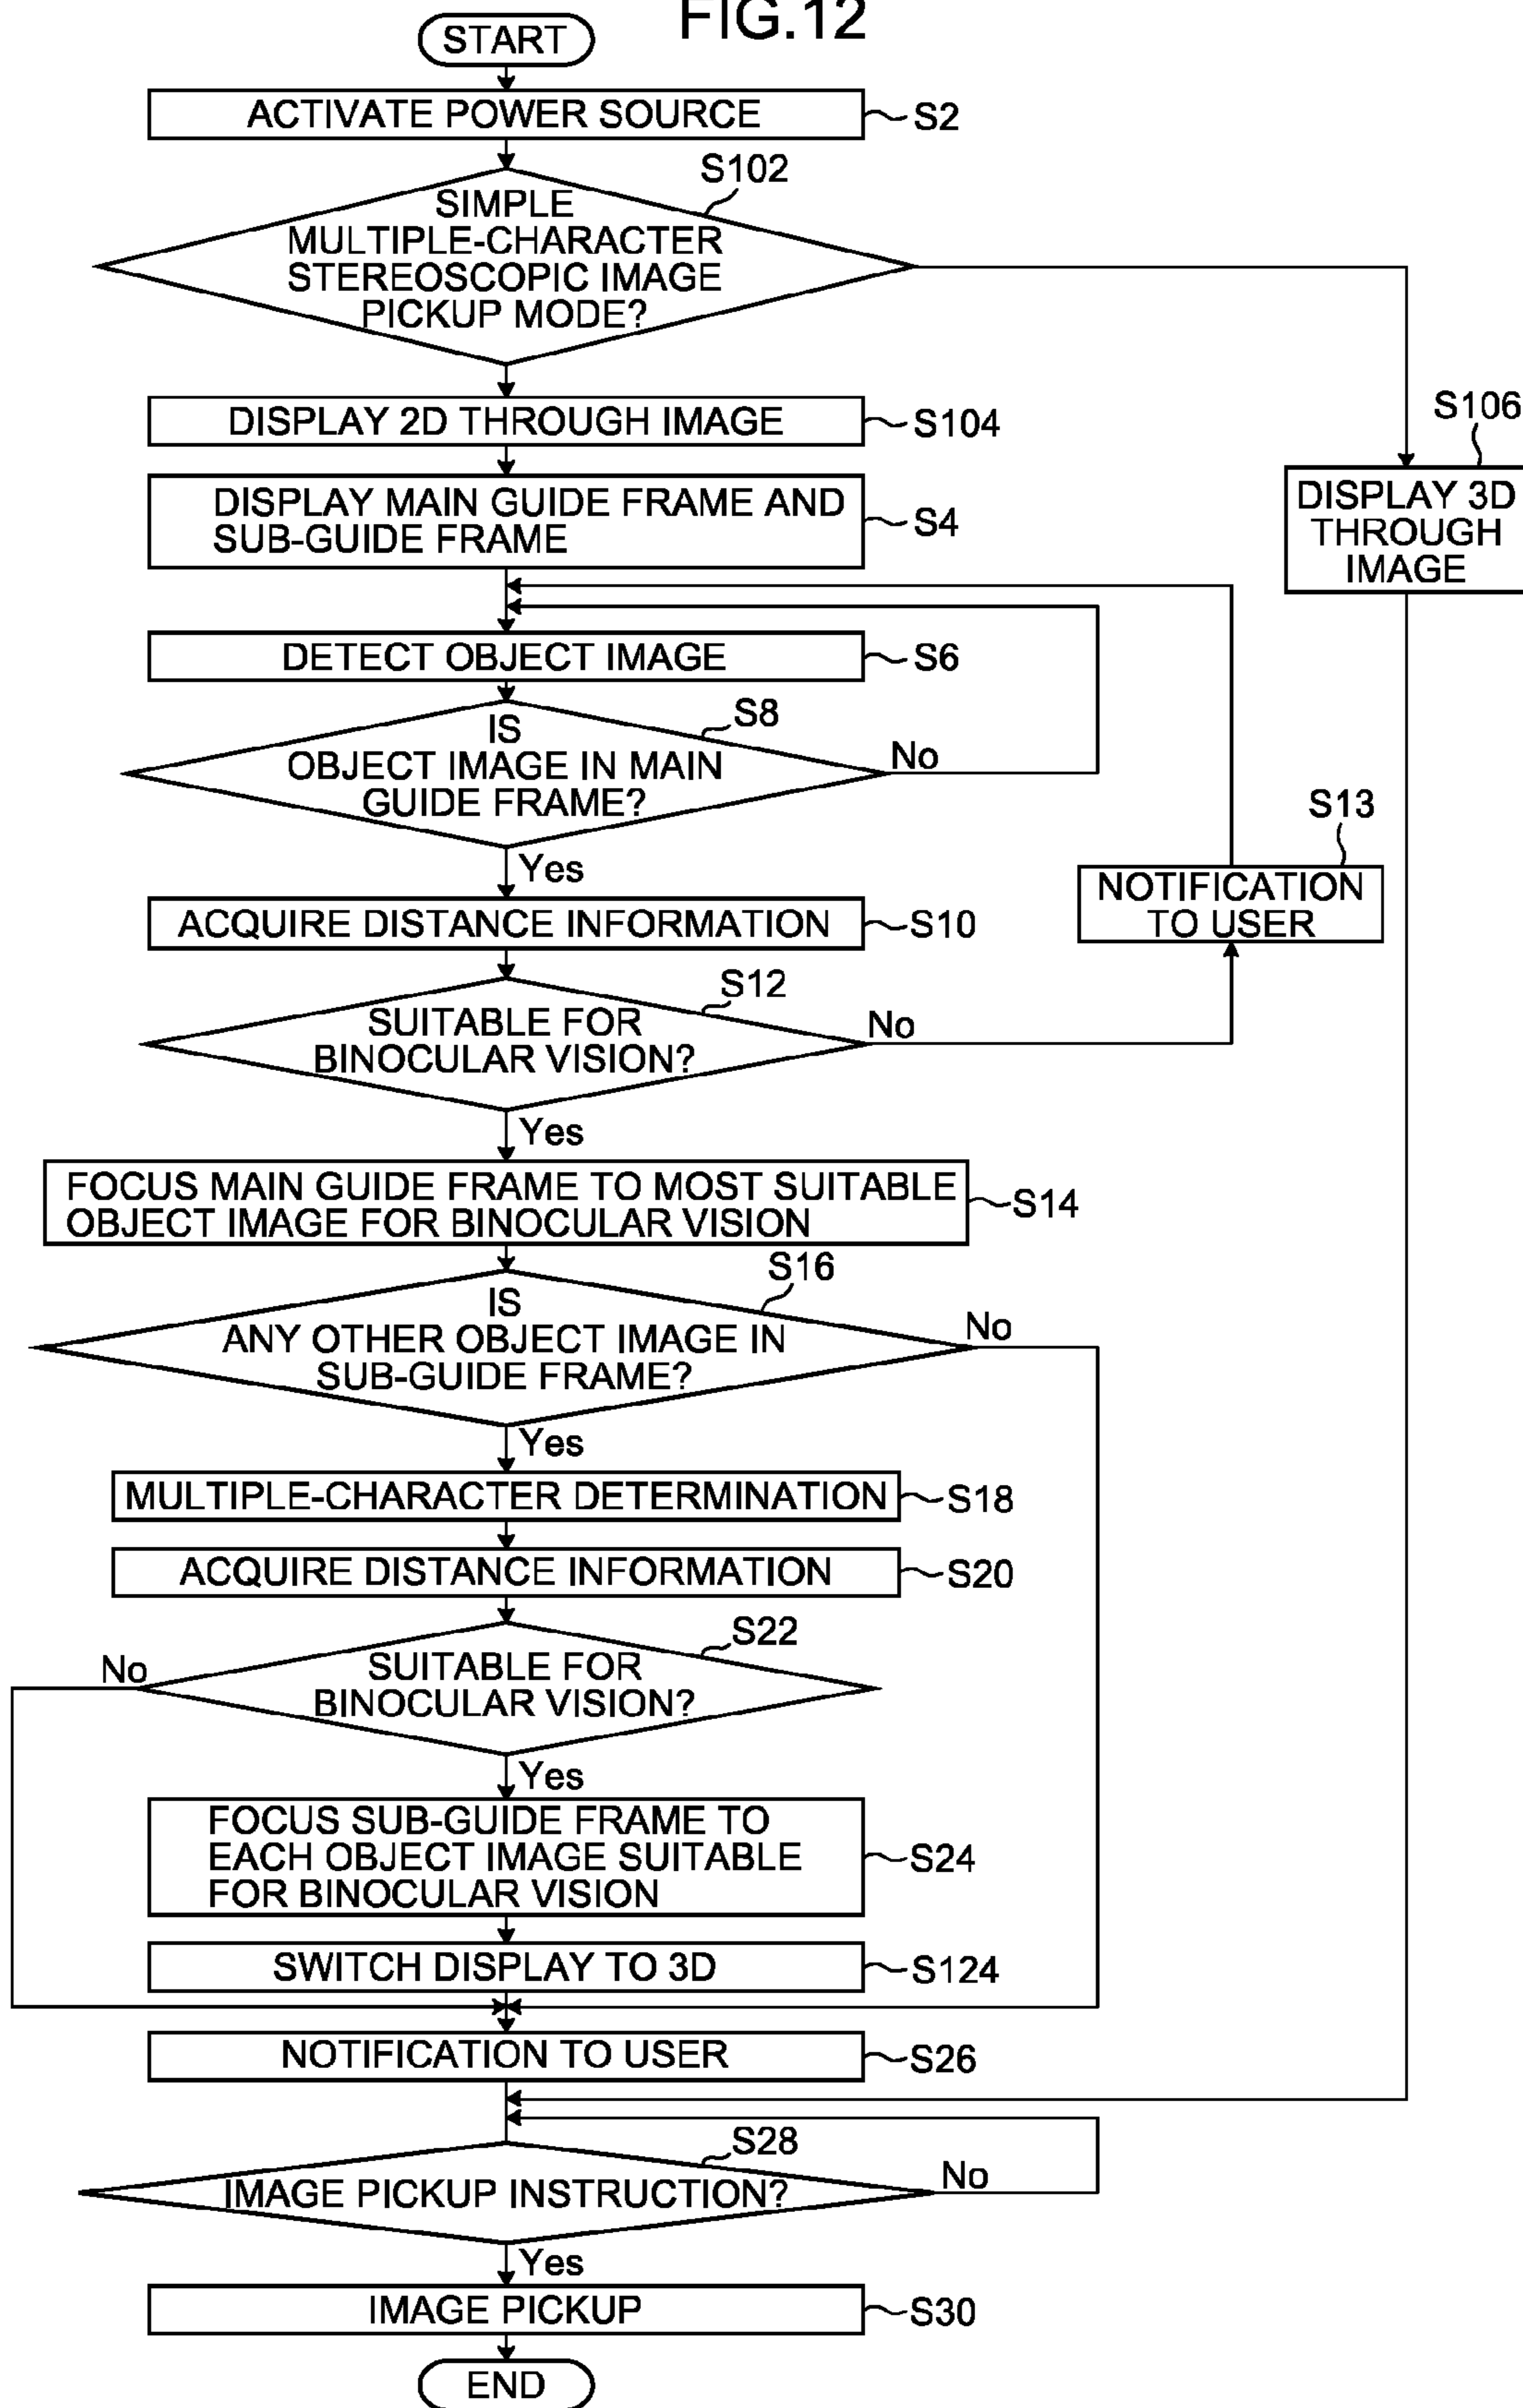 FIG.12
START
ACTIVATE POWER SOURCE
S2
S102
SIMPLE
MULTIPLE-CHARACTER
STEREOSCOPIC IMAGE
PICKUP MODE?
DISPLAY 2D THROUGH IMAGE
S104
S106
DISPLAY 3D
THROUGH
IMAGE
DISPLAY MAIN GUIDE FRAME AND
SUB-GUIDE FRAME
S4
DETECT OBJECT IMAGE
S6
S8
IS
OBJECT IMAGE IN MAIN
GUIDE FRAME?
No
Yes
S13
NOTIFICATION
TO USER
ACQUIRE DISTANCE INFORMATION
S10
S12
SUITABLE FOR
BINOCULAR VISION?
No
Yes
FOCUS MAIN GUIDE FRAME TO MOST SUITABLE
OBJECT IMAGE FOR BINOCULAR VISION
S14
S16
IS
ANY OTHER OBJECT IMAGE IN
SUB-GUIDE FRAME?
No
Yes
MULTIPLE-CHARACTER DETERMINATION
S18
ACQUIRE DISTANCE INFORMATION
S20
S22
SUITABLE FOR
BINOCULAR VISION?
No
Yes
FOCUS SUB-GUIDE FRAME TO
EACH OBJECT IMAGE SUITABLE
FOR BINOCULAR VISION
S24
SWITCH DISPLAY TO 3D
S124
NOTIFICATION TO USER
S26
S28
IMAGE PICKUP INSTRUCTION?
No
Yes
IMAGE PICKUP
S30
END